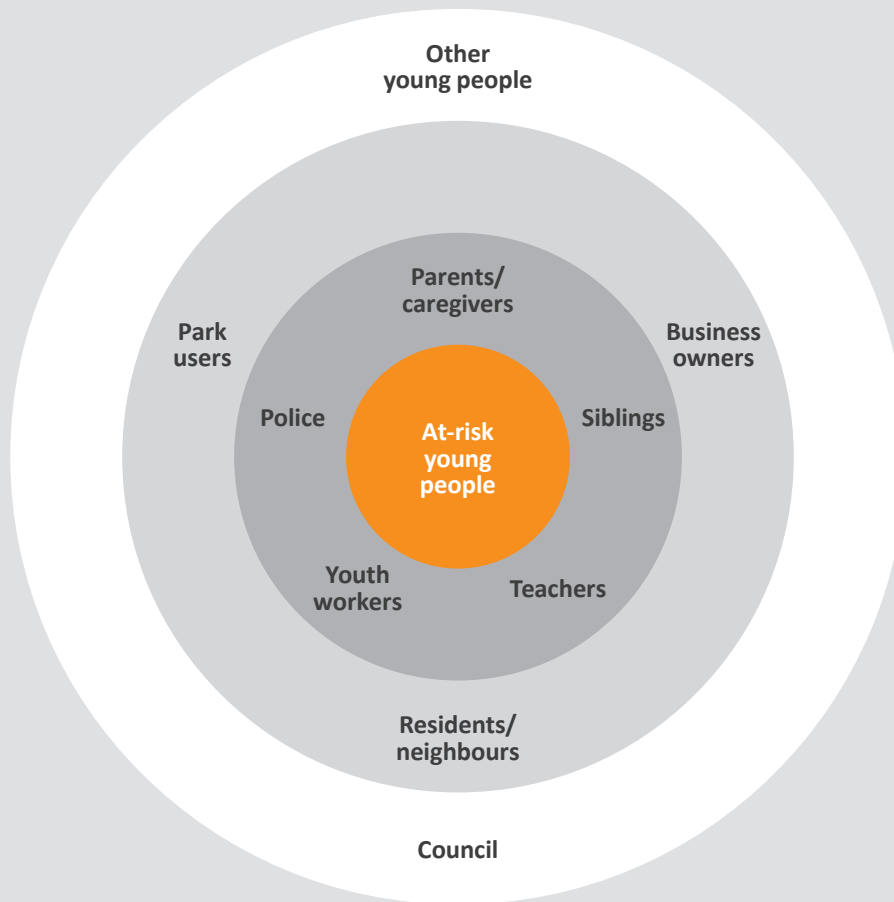 Other
young people
Parents/
caregivers
Park
users
Business
owners
Police
Siblings
At-risk
young
people
Youth
workers
Teachers
Residents/
neighbours
Council